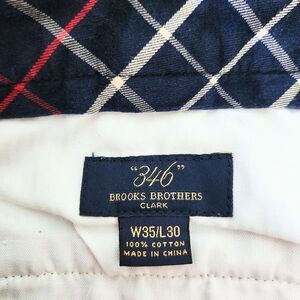 "346"
BROOKS BROTHERS
CLARK
W35/L30
100% COTTON
MADE IN CHINA